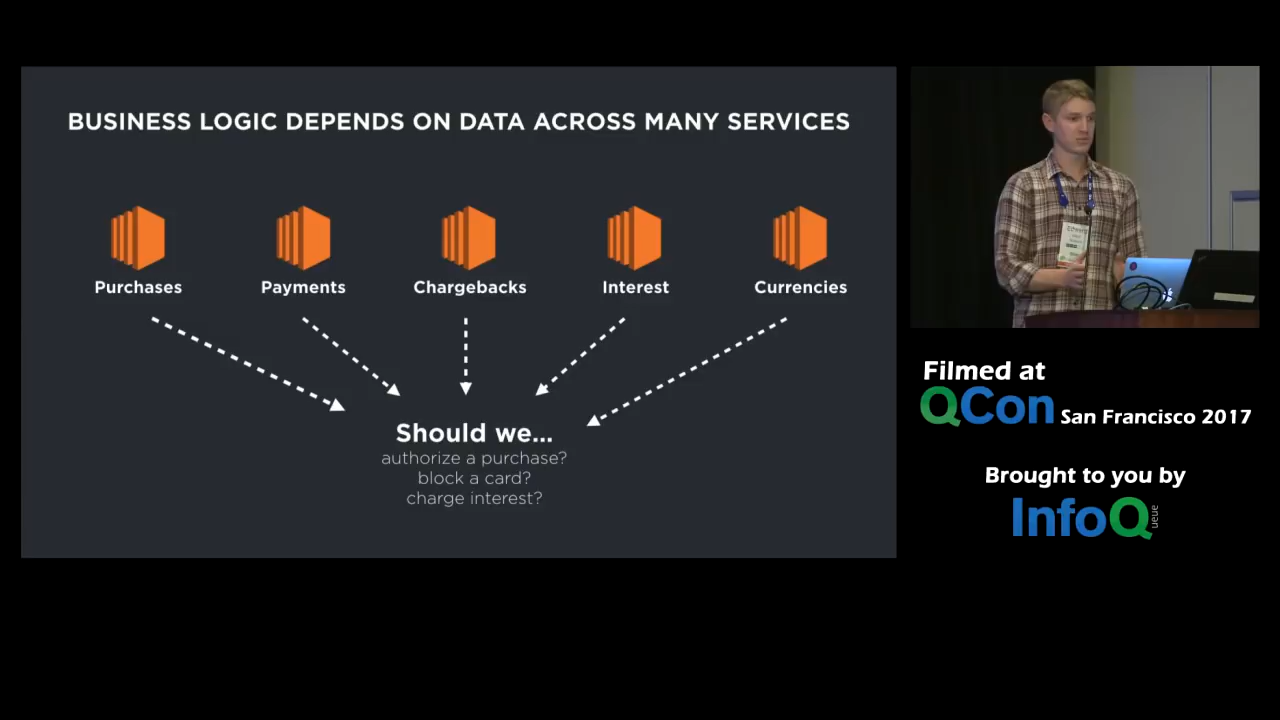 BUSINESS LOGIC DEPENDS ON DATA ACROSS MANY SERVICES
Purchases
Payments
Chargebacks
Interest
Currencies
Should we...
authorize a purchase?
block a card?
charge interest?
Filmed at
QCon San Francisco 2017
Brought to you by
InfoQ
ueue